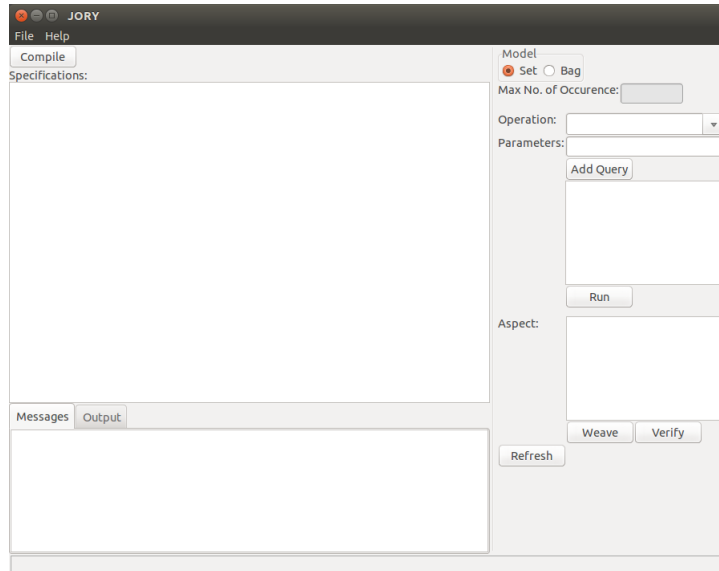 JORY
File Help
Compile
Specifications:
Model
Set Bag
Max No. of Occurence:
Operation:
Parameters:
Add Query
Run
Aspect:
Messages Output
Weave Verify
Refresh